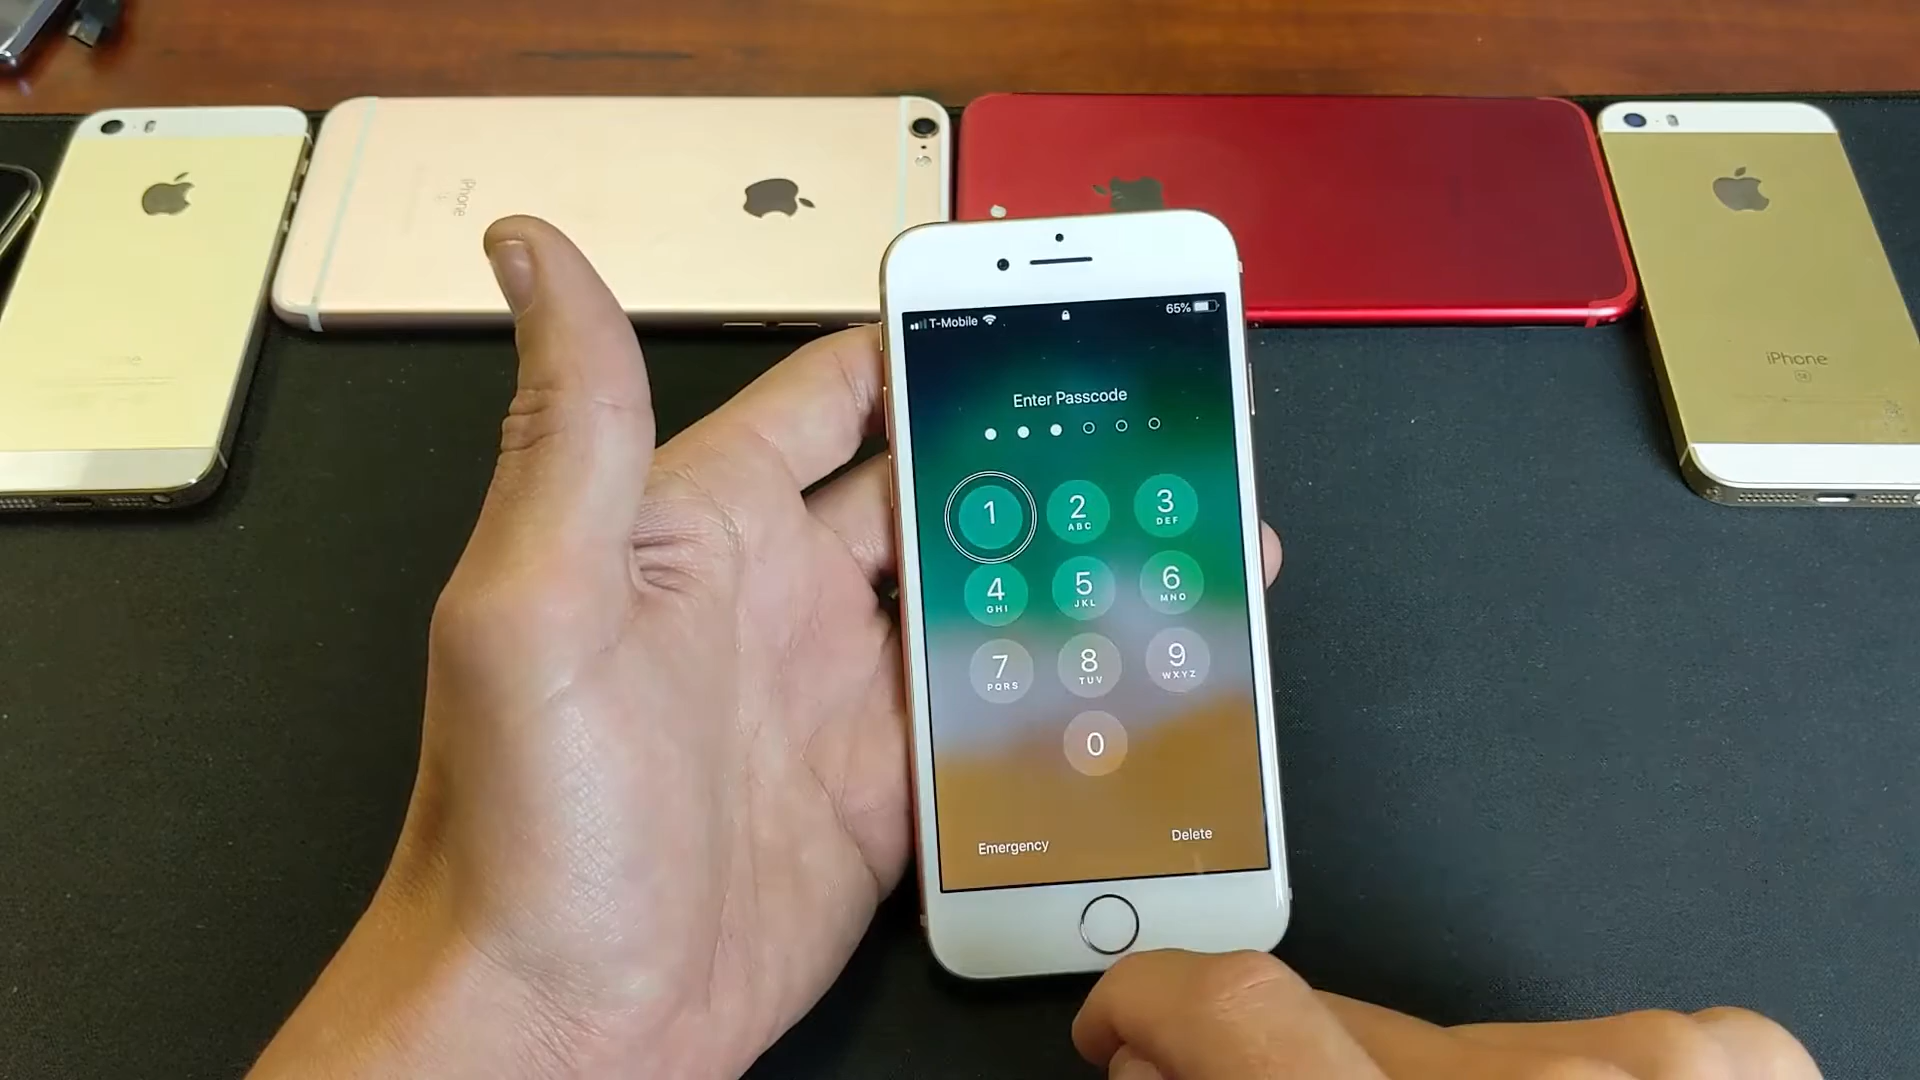 iPhone
iPhone
SE
T-Mobile
65%
Enter Passcode
1
2
ABC
3
DEF
4
GHI
5
JKL
6
MNO
7
PQRS
8
TUV
9
WXYZ
0
Emergency
Delete